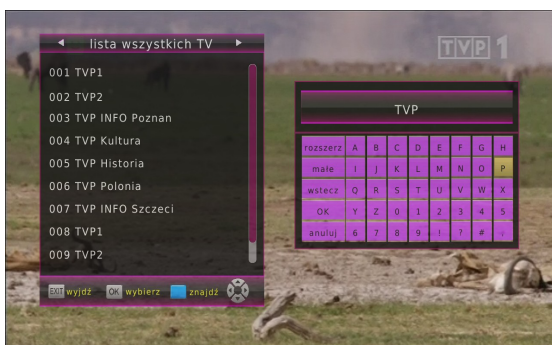 lista wszystkich TV
001 TVP1
002 TVP2
003 TVP INFO Poznan
004 TVP Kultura
005 TVP Historia
006 TVP Polonia
007 TVP INFO Szczeci
008 TVP1
009 TVP2
EXIT wyjdź OK wybierz znajdź
TVP 1
TVP
rozszerz A B C D E F G H
małe I J K L M N O P
wstecz Q R S T U V W X
OK Y Z 0 1 2 3 4 5
anuluj 6 7 8 9 - ! ? #